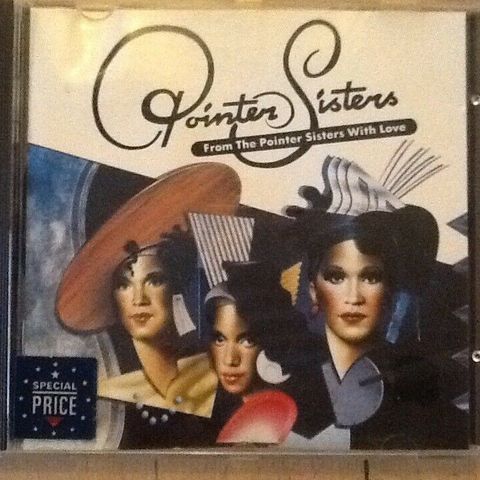 Pointer Sisters
From The Pointer Sisters With Love
SPECIAL
PRICE